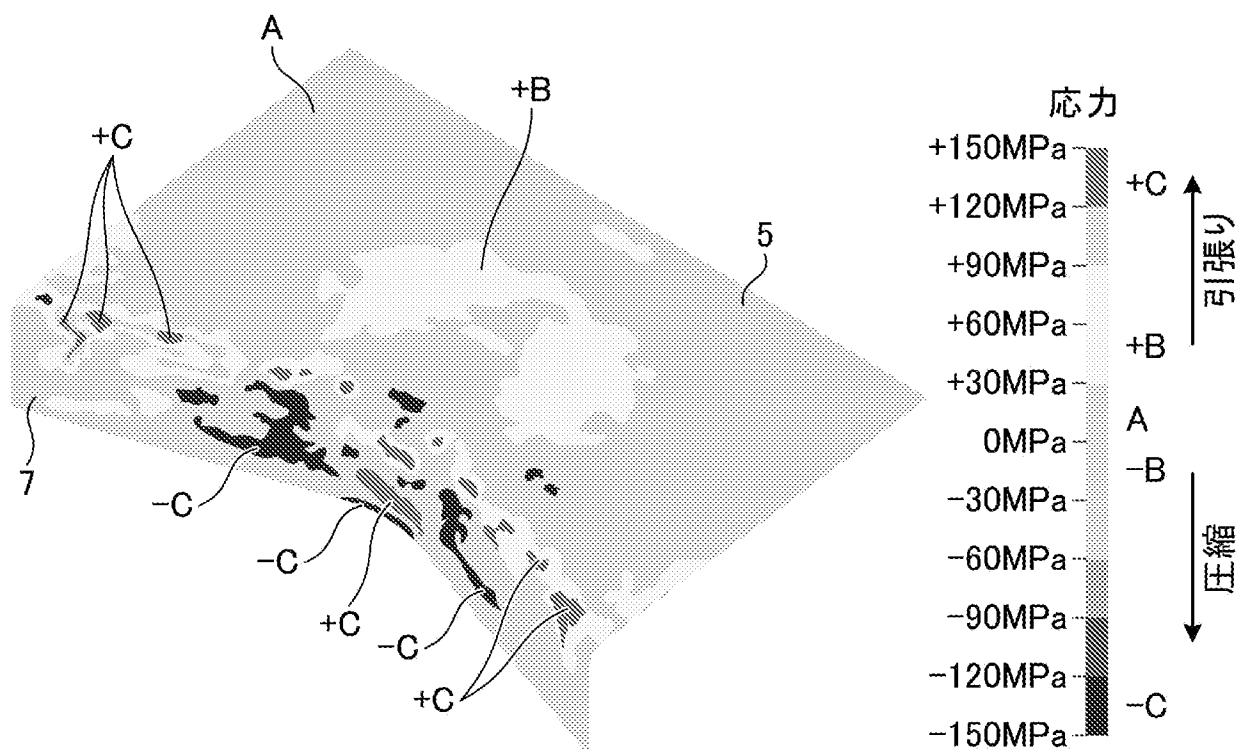 A
+B
+C
5
7
-C
-C
+C
-C
+C
応力
+150MPa
+120MPa
+90MPa
+60MPa
+30MPa
0MPa
-30MPa
-60MPa
-90MPa
-120MPa
-150MPa
+C
+B
A
-B
-C
引張り
圧縮